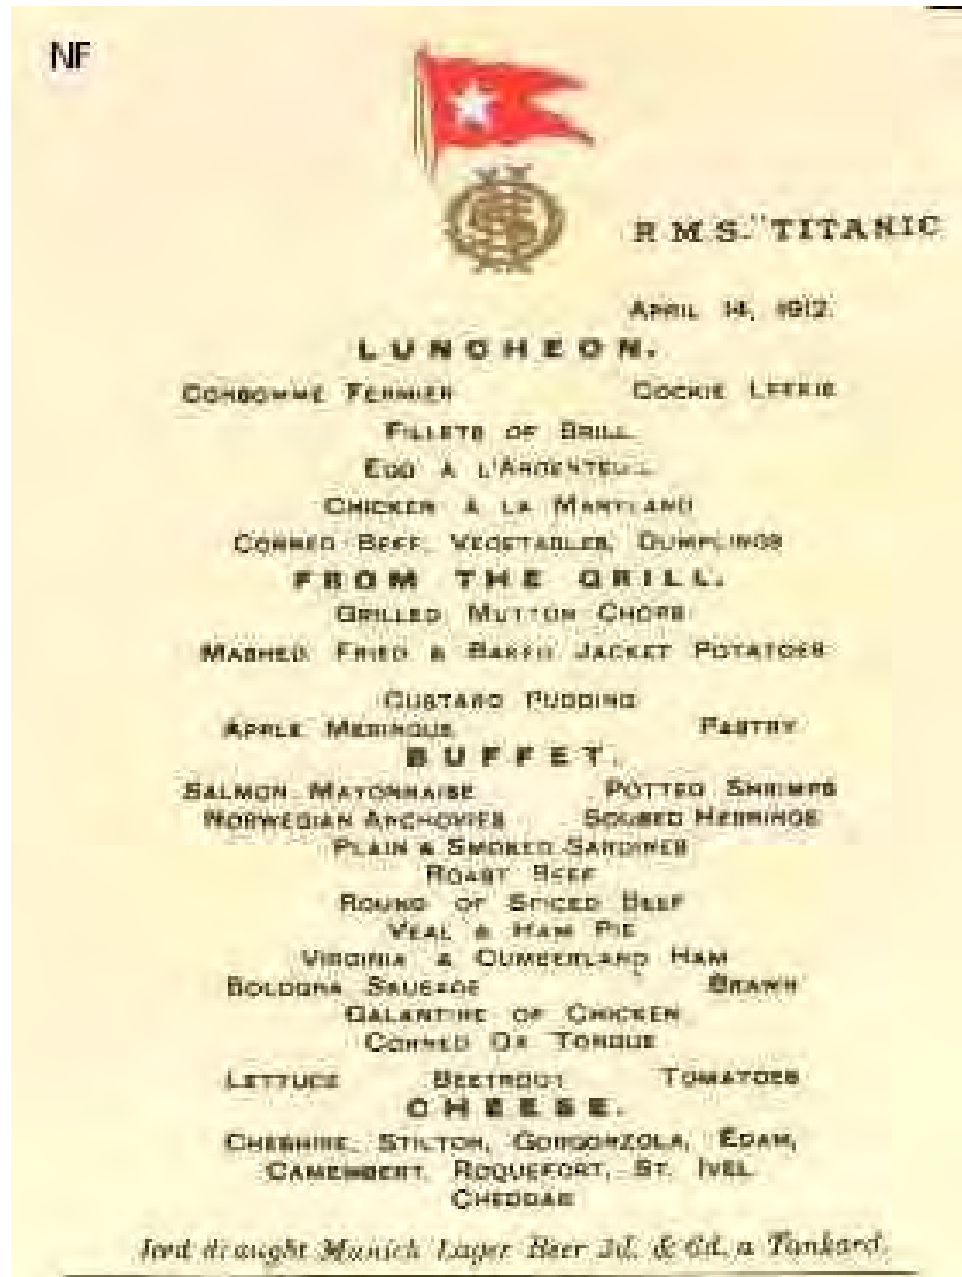 NF
R.M.S. "TITANIC
APRIL 14, 1912.
LUNCHEON.
CONSOMMÉ FERMIER COCKIE LEEKIE
FILLETS OF BRILL
EGG À L'ARGENTEUIL
CHICKEN À LA MARYLAND
CORNED BEEF, VEGETABLES, DUMPLINGS
FROM THE GRILL.
GRILLED MUTTON CHOPS
MASHED, FRIED & BAKED JACKET POTATOES
CUSTARD PUDDING
APPLE MERINGUE PASTRY
BUFFET.
SALMON MAYONNAISE POTTED SHRIMPS
NORWEGIAN ANCHOVIES SOUSED HERRINGS
PLAIN & SMOKED SARDINES
ROAST BEEF
ROUND OF SPICED BEEF
VEAL & HAM PIE
VIRGINIA & CUMBERLAND HAM
BOLOGNA SAUSAGE BRAWN
GALANTINE OF CHICKEN
CORNED OX TONGUE
LETTUCE BEETROOT TOMATOES
CHEESE.
CHESHIRE, STILTON, GORGONZOLA, EDAM,
CAMEMBERT, ROQUEFORT, ST. IVEL
CHEDDAR
Iced draught Munich Lager Beer 3d. & 6d. a Tankard.